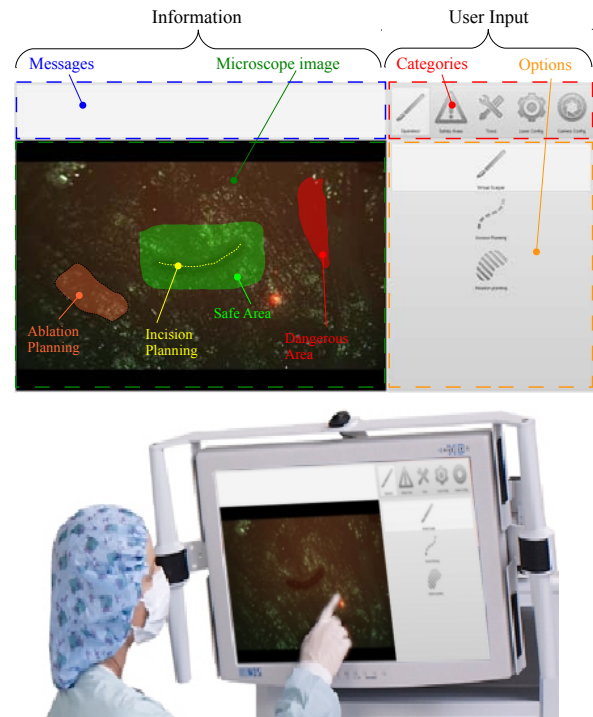 Information
User Input
Messages
Microscope image
Categories
Options
Operation
Safety Areas
Tools
Laser Config
Camera Config
Virtual Scalpel
Incision Planning
Ablation planning
Ablation
Planning
Incision
Planning
Safe Area
Dangerous
Area
NDS